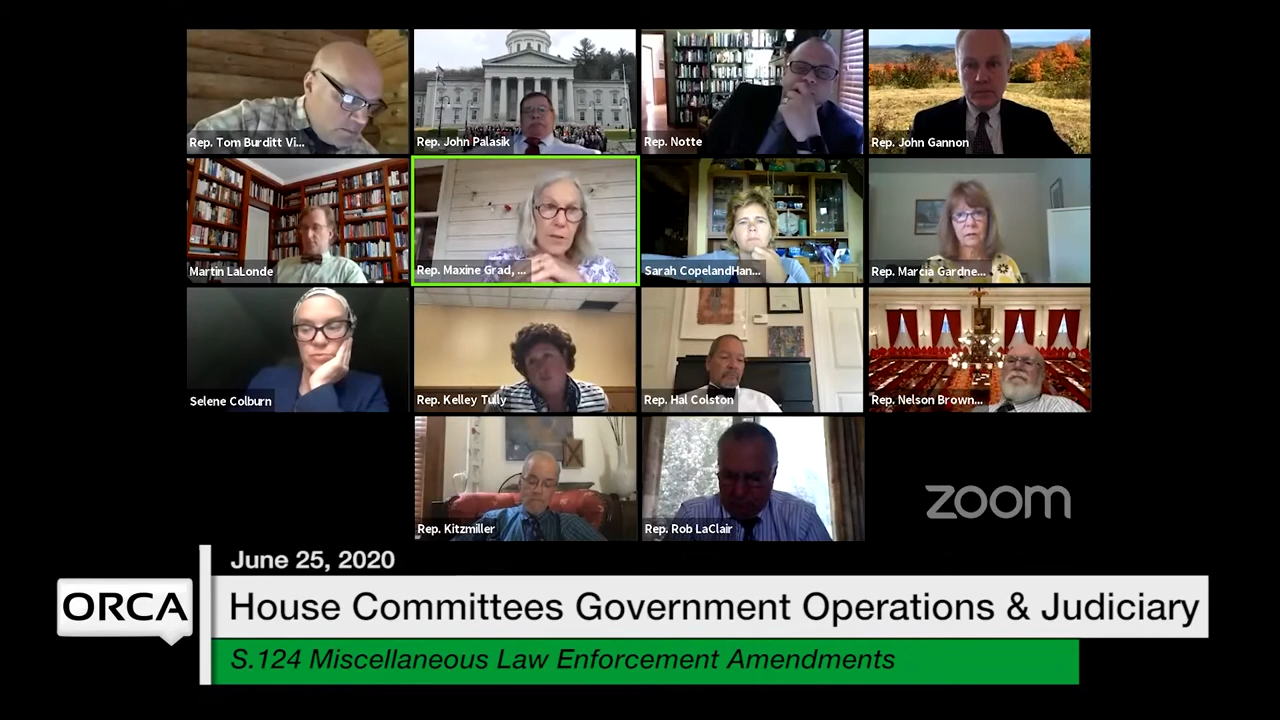 Rep. Tom Burditt Vi...
Rep. John Palasik
Rep. Notte
Rep. John Gannon
Martin LaLonde
Rep. Maxine Grad, ...
Sarah CopelandHan...
Rep. Marcia Gardne...
Selene Colburn
Rep. Kelley Tully
Rep. Hal Colston
Rep. Nelson Brown...
Rep. Kitzmiller
Rep. Rob LaClair
zoom
June 25, 2020
ORCA
House Committees Government Operations & Judiciary
S.124 Miscellaneous Law Enforcement Amendments